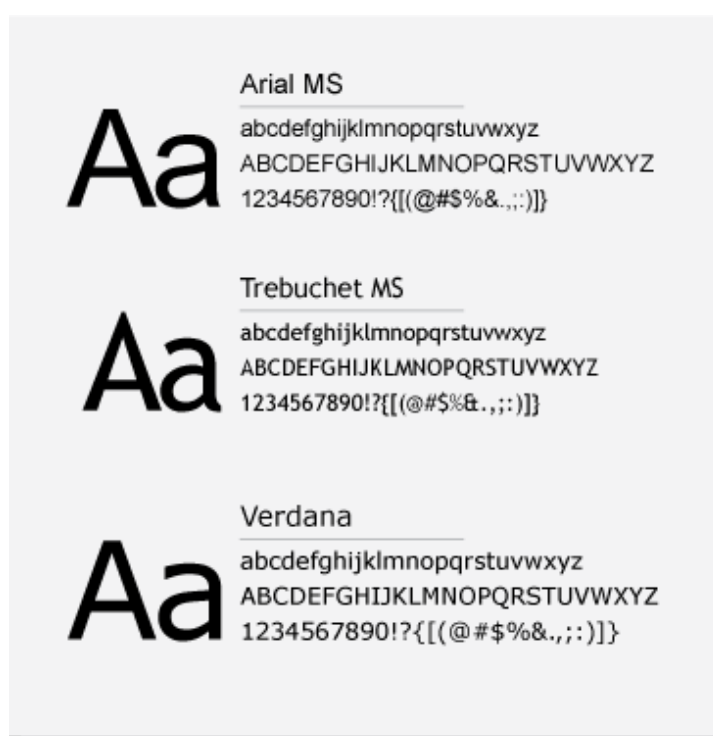 Aa
Arial MS
abcdefghijklmnopqrstuvwxyz
ABCDEFGHIJKLMNOPQRSTUVWXYZ
1234567890!?{[(@#$%&.,;:)]}
Aa
Trebuchet MS
abcdefghijklmnopqrstuvwxyz
ABCDEFGHIJKLMNOPQRSTUVWXYZ
1234567890!?{[(@#$%&.,;:)]}
Aa
Verdana
abcdefghijklmnopqrstuvwxyz
ABCDEFGHIJKLMNOPQRSTUVWXYZ
1234567890!?{[(@#$%&.,;:)]}